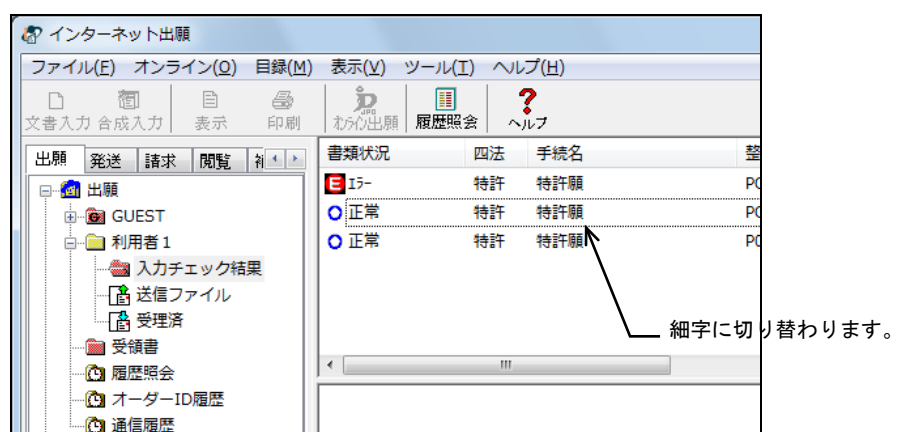 インターネット出願
ファイル(F) オンライン(O) 目録(M) 表示(V) ツール(T) ヘルプ(H)
文書入力 合成入力 表示 印刷 オンライン出願 履歴照会 ヘルプ
出願 発送 請求 閲覧
書類状況 四法 手続名
エラー 特許 特許願
正常 特許 特許願
正常 特許 特許願
出願
GUEST
利用者1
入力チェック結果
送信ファイル
受理済
受領書
履歴照会
オーダーID履歴
通信履歴
細字に切り替わります。